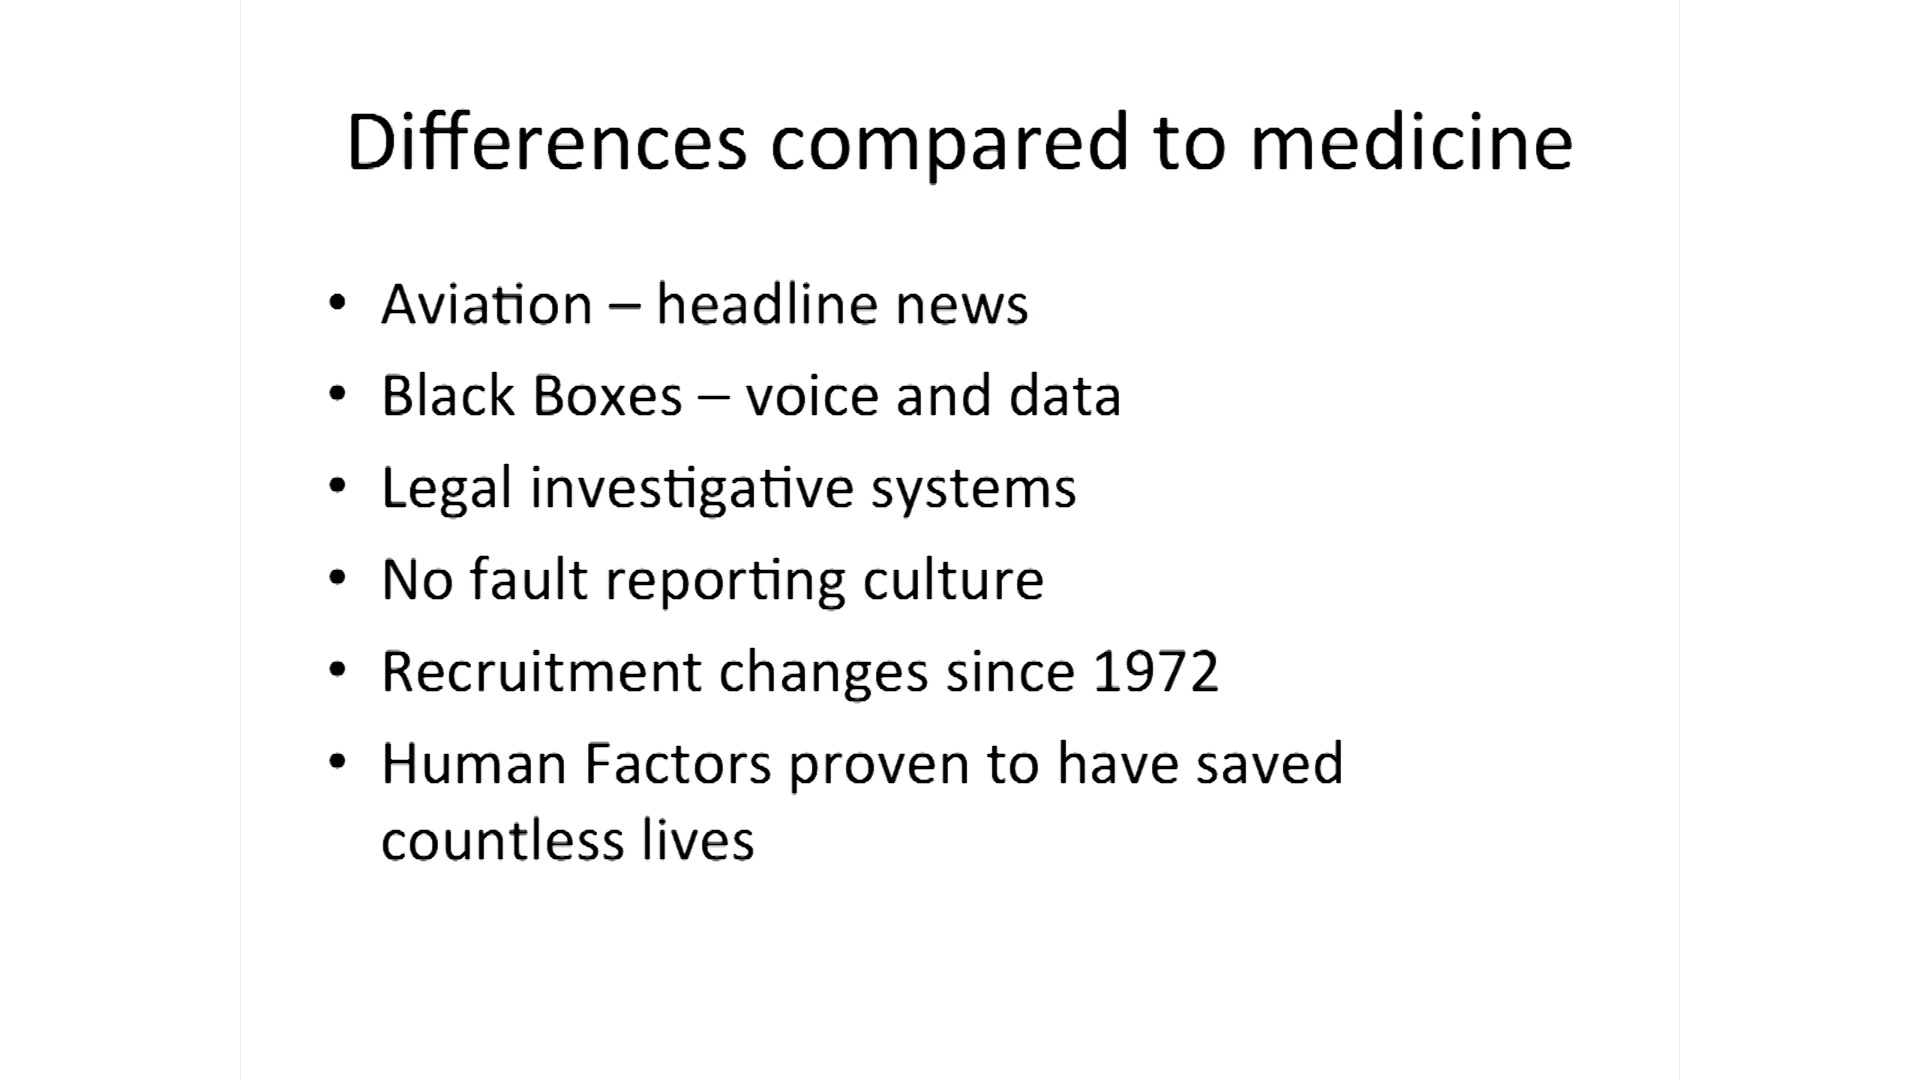 Differences compared to medicine
• Aviation – headline news
• Black Boxes – voice and data
• Legal investigative systems
• No fault reporting culture
• Recruitment changes since 1972
• Human Factors proven to have saved
countless lives